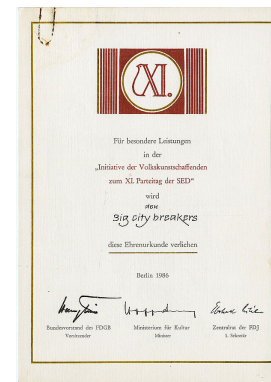 XI.
Für besondere Leistungen
in der
„Initiative der Volkskunstschaffenden
zum XI. Parteitag der SED“
wird
den
Big city breakers
diese Ehrenurkunde verliehen
Berlin 1986
Bundesvorstand des FDGB
Vorsitzender
Ministerium für Kultur
Minister
Zentralrat der FDJ
1. Sekretär